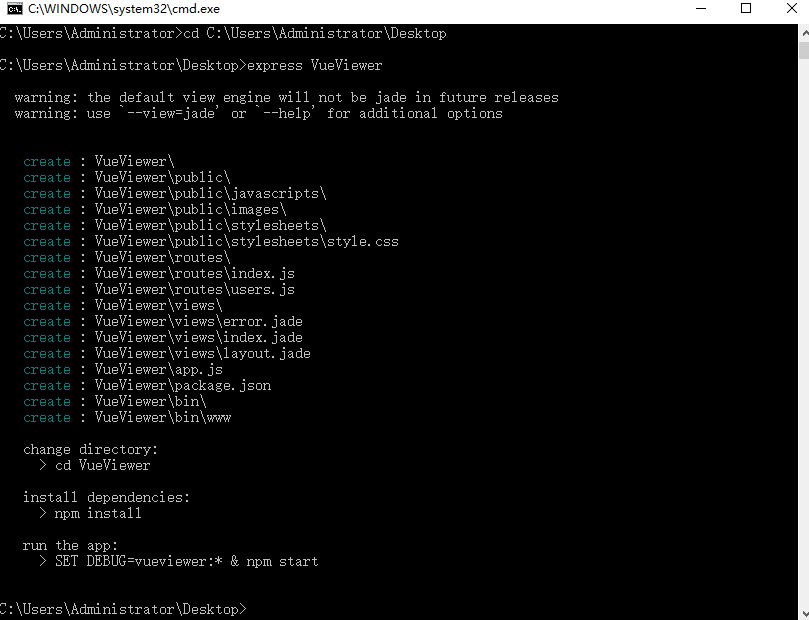 C:\WINDOWS\system32\cmd.exe
C:\Users\Administrator>cd C:\Users\Administrator\Desktop
C:\Users\Administrator\Desktop>express VueViewer
warning: the default view engine will not be jade in future releases
warning: use `--view=jade' or `--help' for additional options
create : VueViewer\
create : VueViewer\public\
create : VueViewer\public\javascripts\
create : VueViewer\public\images\
create : VueViewer\public\stylesheets\
create : VueViewer\public\stylesheets\style.css
create : VueViewer\routes\
create : VueViewer\routes\index.js
create : VueViewer\routes\users.js
create : VueViewer\views\
create : VueViewer\views\error.jade
create : VueViewer\views\index.jade
create : VueViewer\views\layout.jade
create : VueViewer\app.js
create : VueViewer\package.json
create : VueViewer\bin\
create : VueViewer\bin\www
change directory:
> cd VueViewer
install dependencies:
> npm install
run the app:
> SET DEBUG=vueviewer:* & npm start
C:\Users\Administrator\Desktop>